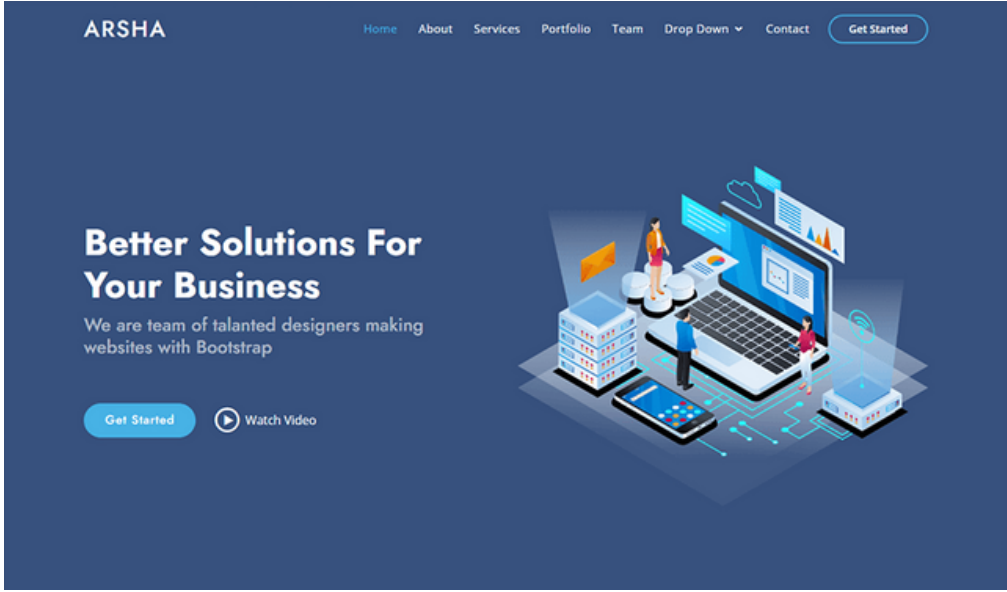 ARSHA
Home About Services Portfolio Team Drop Down Contact Get Started
Better Solutions For
Your Business
We are team of talanted designers making
websites with Bootstrap
Get Started Watch Video